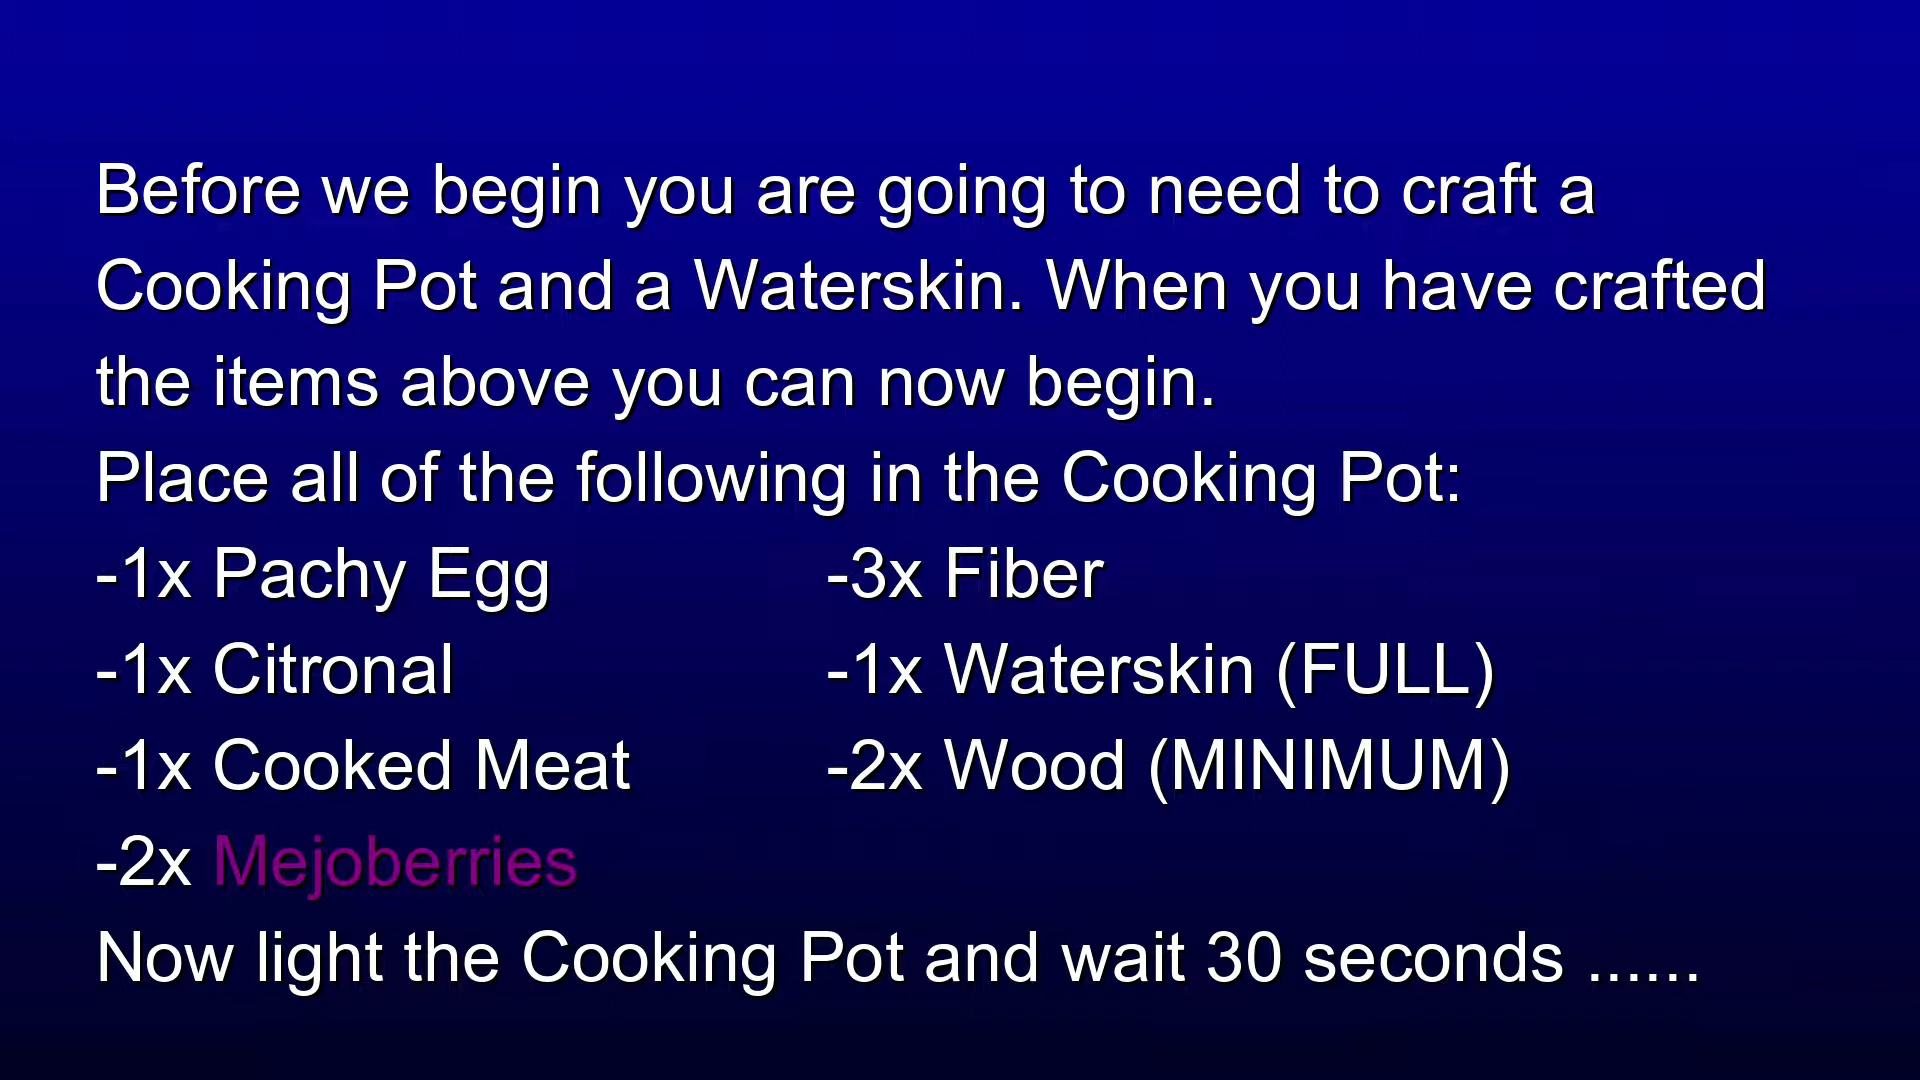 Before we begin you are going to need to craft a
Cooking Pot and a Waterskin. When you have crafted
the items above you can now begin.
Place all of the following in the Cooking Pot:
-1x Pachy Egg -3x Fiber
-1x Citronal -1x Waterskin (FULL)
-1x Cooked Meat -2x Wood (MINIMUM)
-2x Mejoberries
Now light the Cooking Pot and wait 30 seconds ......